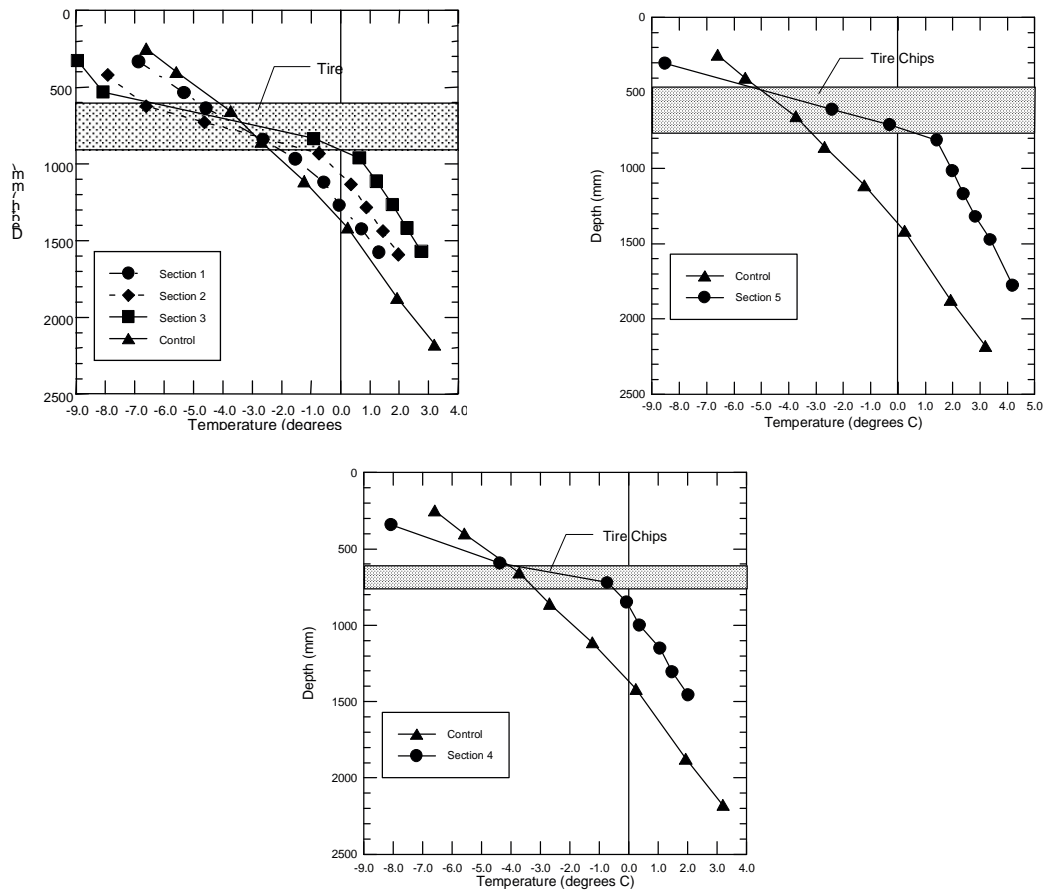 0
500
1000
1500
2000
2500
Tire
Section 1
Section 2
Section 3
Control
-9.0 -8.0 -7.0 -6.0 -5.0 -4.0 -3.0 -2.0 -1.0 0.0 1.0 2.0 3.0 4.0
Temperature (degrees
0
500
1000
1500
2000
2500
Depth (mm)
Tire Chips
Control
Section 5
-9.0 -8.0 -7.0 -6.0 -5.0 -4.0 -3.0 -2.0 -1.0 0.0 1.0 2.0 3.0 4.0 5.0
Temperature (degrees C)
0
500
1000
1500
2000
2500
Depth (mm)
Tire Chips
Control
Section 4
-9.0 -8.0 -7.0 -6.0 -5.0 -4.0 -3.0 -2.0 -1.0 0.0 1.0 2.0 3.0 4.0
Temperature (degrees C)